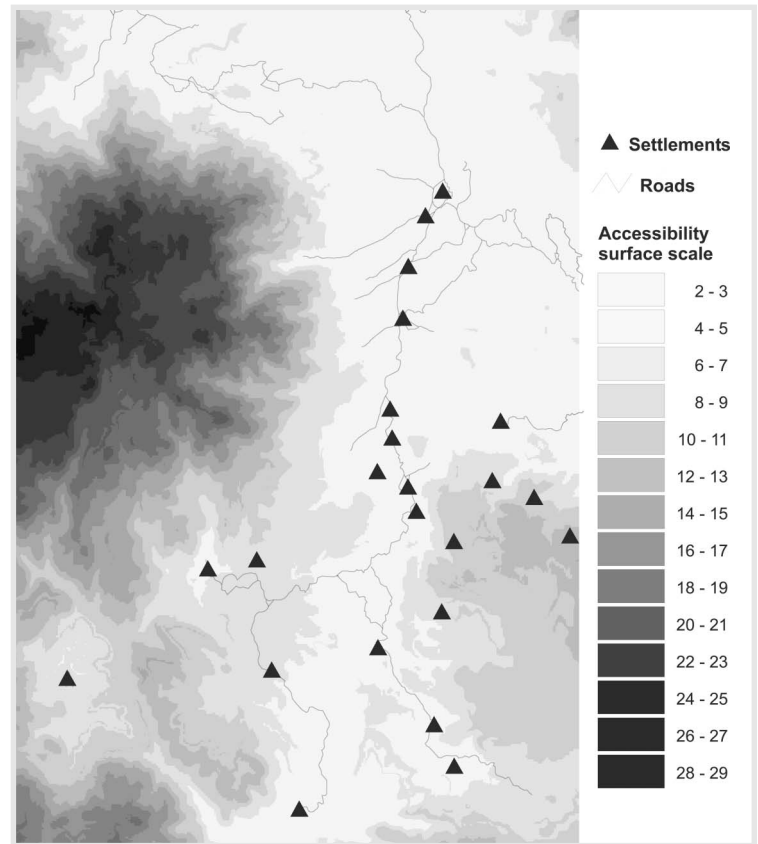 Settlements
Roads
Accessibility
surface scale
2 - 3
4 - 5
6 - 7
8 - 9
10 - 11
12 - 13
14 - 15
16 - 17
18 - 19
20 - 21
22 - 23
24 - 25
26 - 27
28 - 29